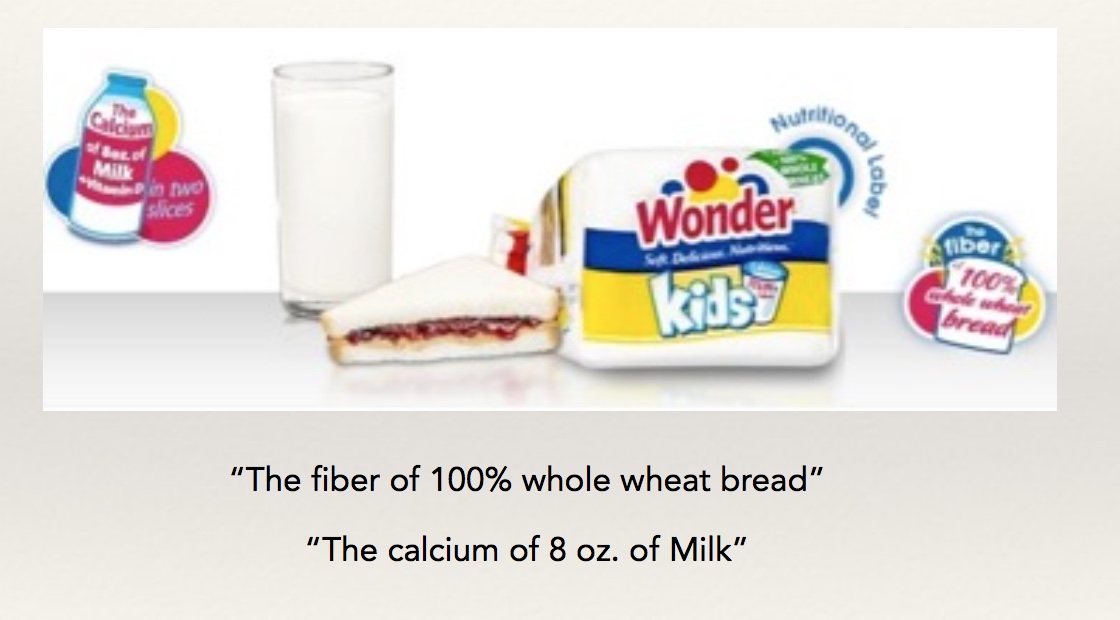 The
Calcium
of 8oz. of
Milk
+Vitamin D
in two
slices
Nutritional Label
100%
WHOLE
Wonder
Soft. Delicious. Nutritious.
kids
The
fiber
of 100%
whole wheat
bread
“The fiber of 100% whole wheat bread”
“The calcium of 8 oz. of Milk”